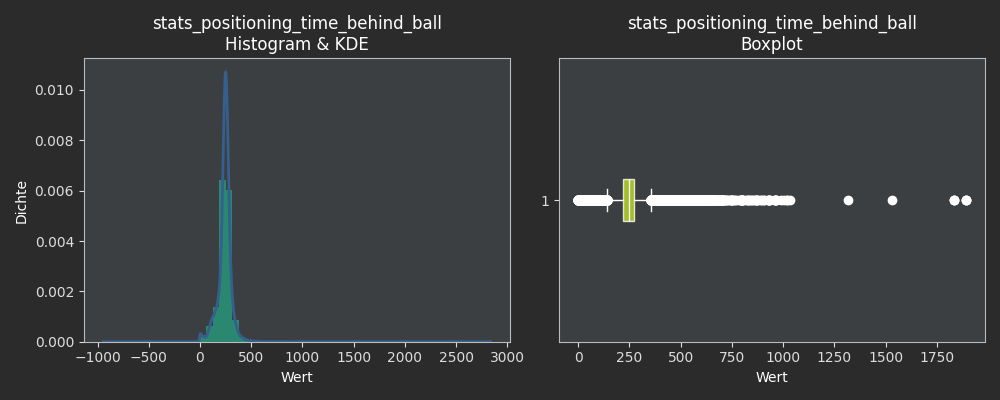 stats_positioning_time_behind_ball
Histogram & KDE
Dichte
0.010
0.008
0.006
0.004
0.002
0.000
−1000 −500 0 500 1000 1500 2000 2500 3000
Wert
stats_positioning_time_behind_ball
Boxplot
1
0 250 500 750 1000 1250 1500 1750
Wert